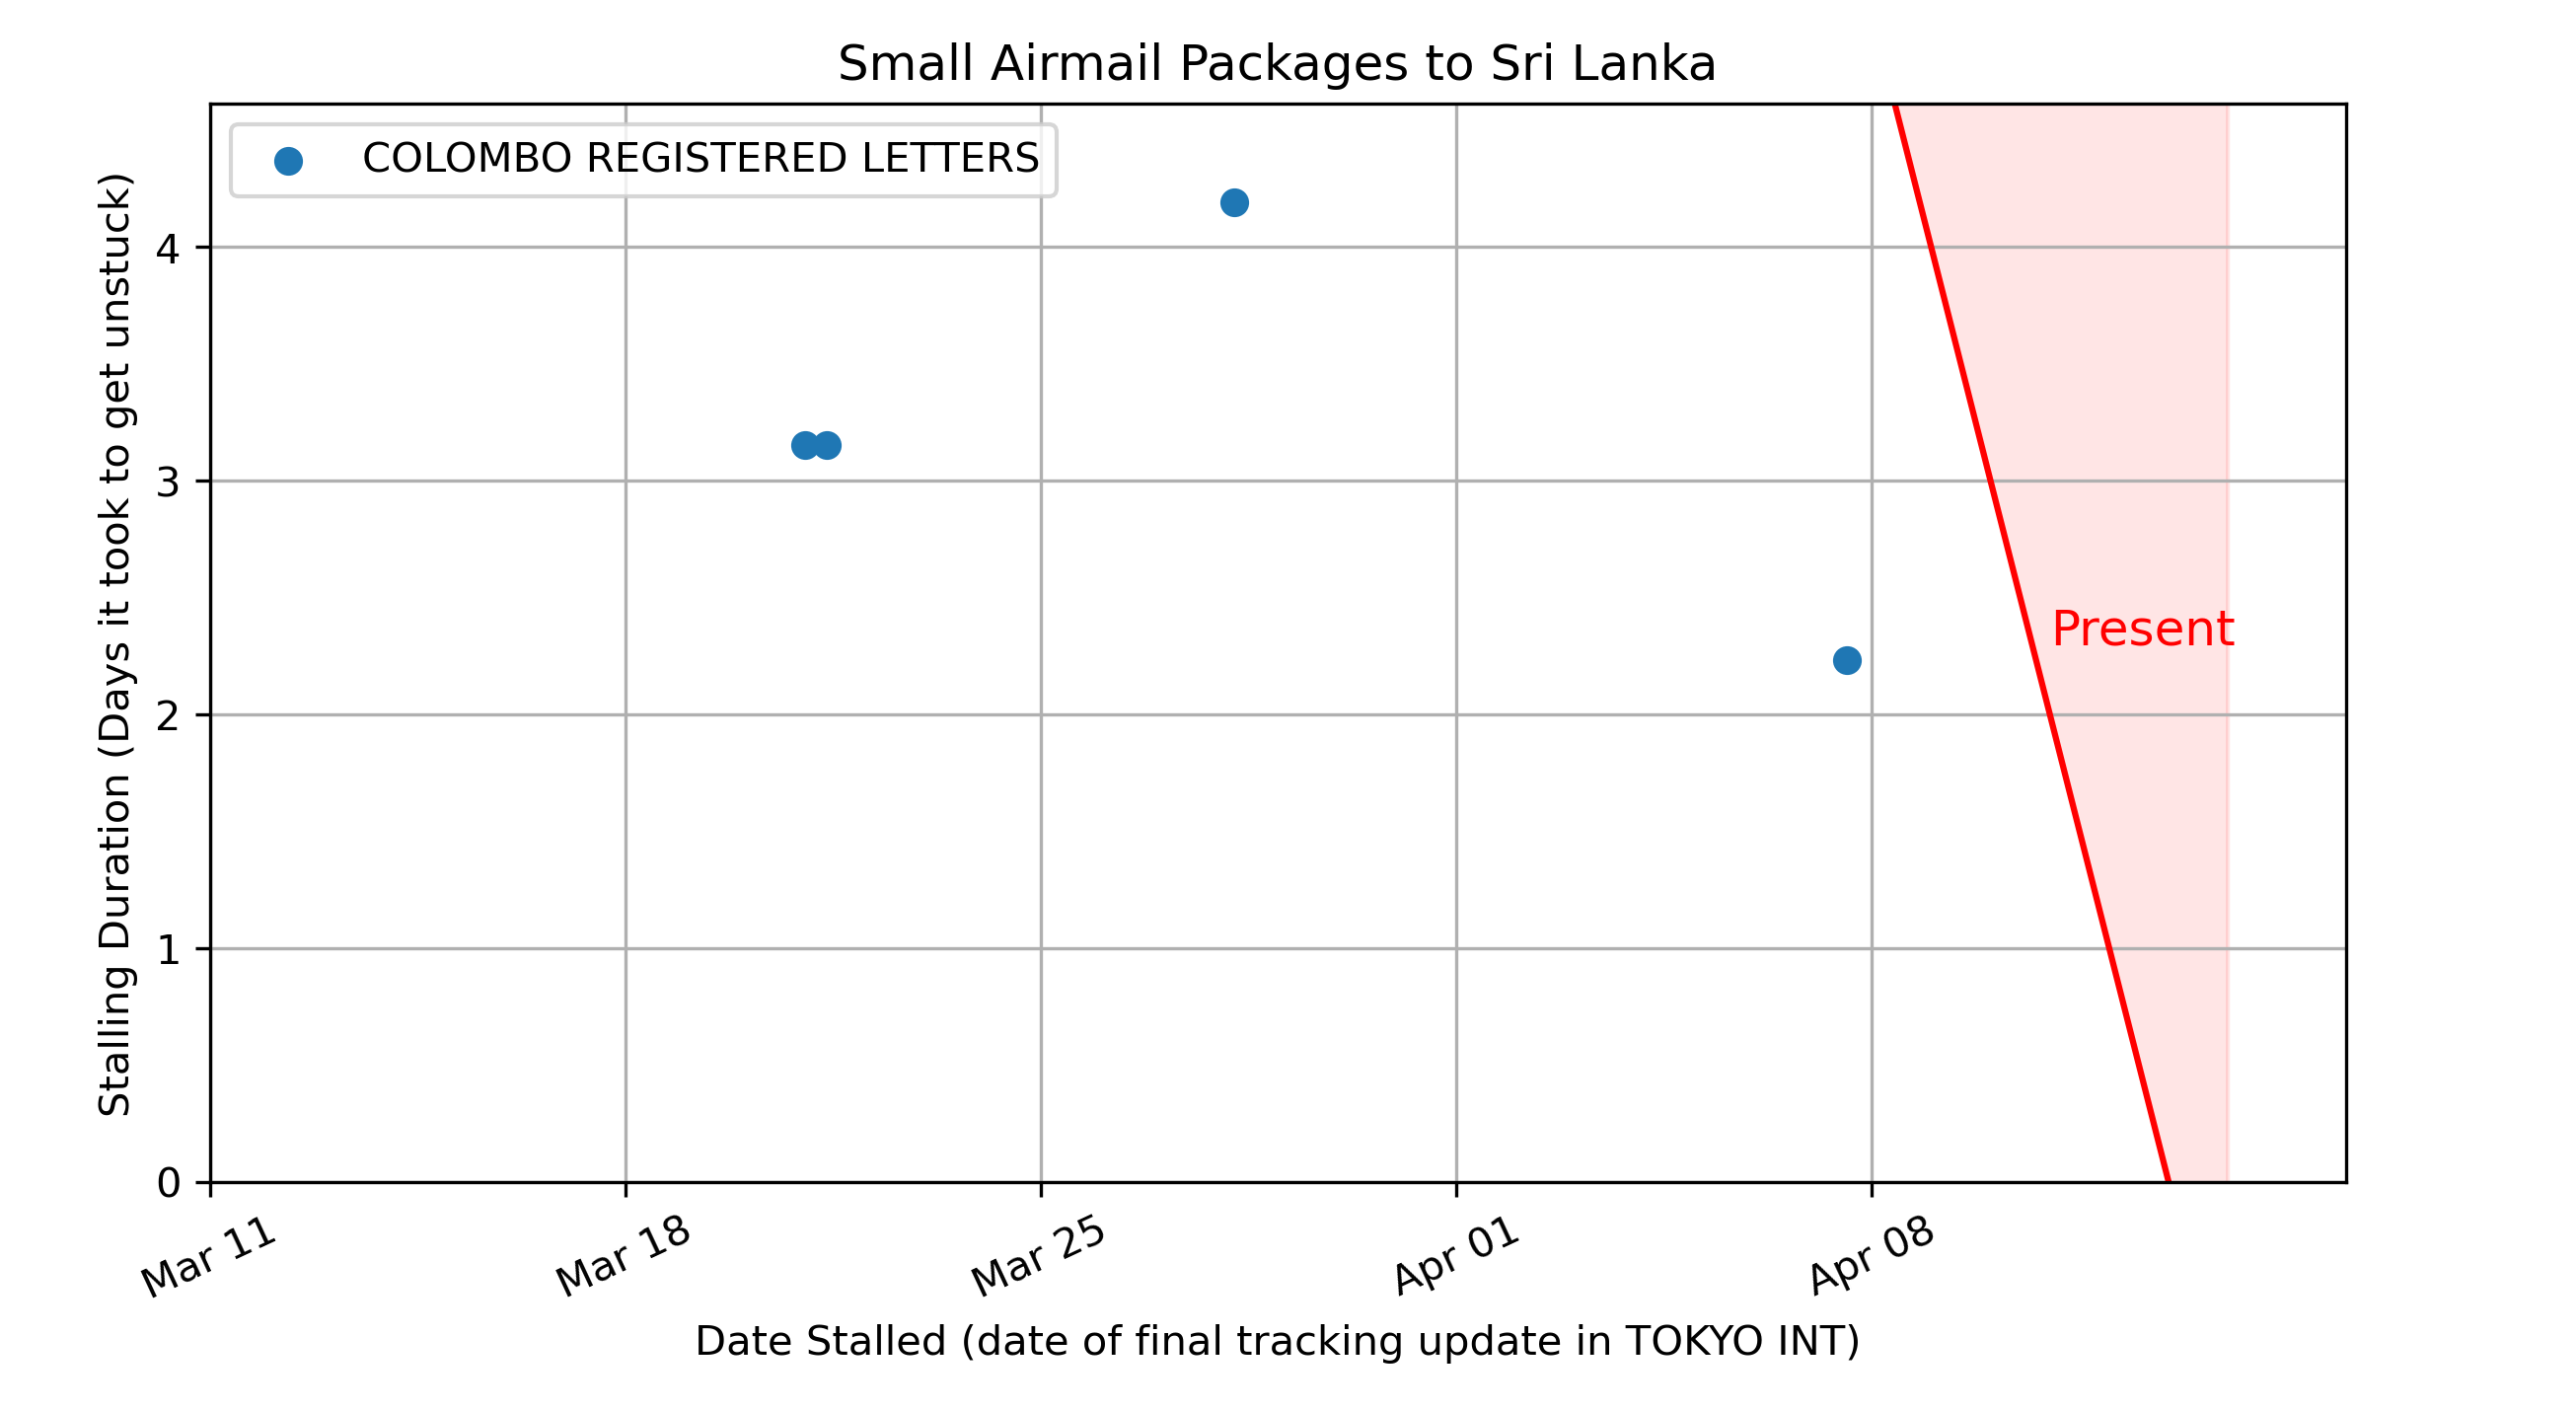 Small Airmail Packages to Sri Lanka
COLOMBO REGISTERED LETTERS
Stalling Duration (Days it took to get unstuck)
4
3
2
1
0
Present
Mar 11
Mar 18
Mar 25
Apr 01
Apr 08
Date Stalled (date of final tracking update in TOKYO INT)